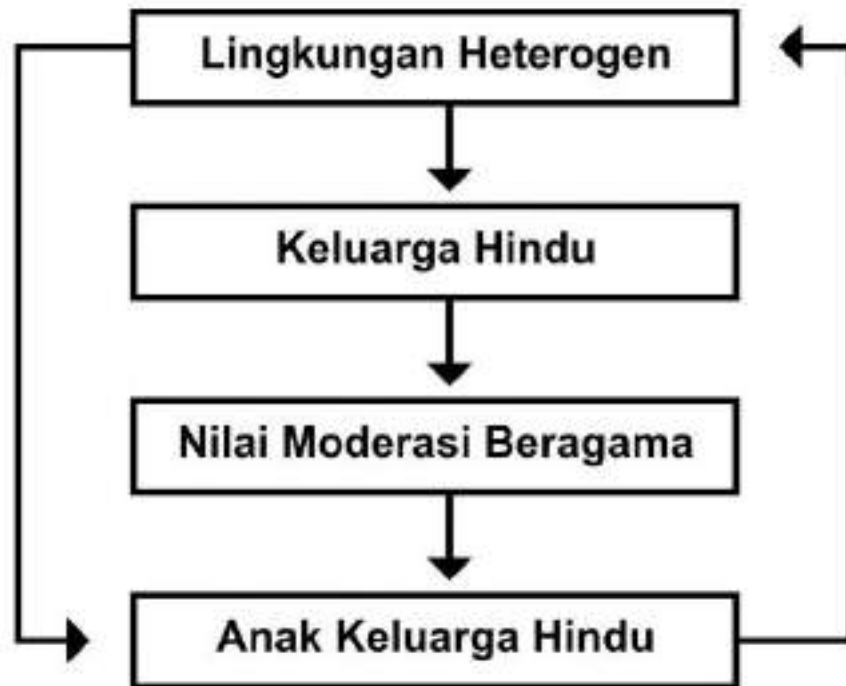 Lingkungan Heterogen
Keluarga Hindu
Nilai Moderasi Beragama
Anak Keluarga Hindu